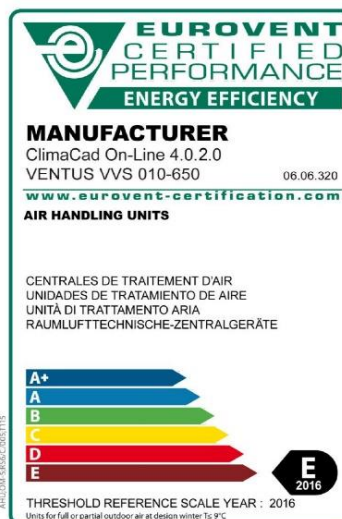 EUROVENT
CERTIFIED
PERFORMANCE
ENERGY EFFICIENCY
MANUFACTURER
ClimaCad On-Line 4.0.2.0
VENTUS VVS 010-650 06.06.320
www.eurovent-certification.com
AIR HANDLING UNITS
CENTRALES DE TRAITEMENT D'AIR
UNIDADES DE TRATAMIENTO DE AIRE
UNITÀ DI TRATTAMENTO ARIA
RAUMLUFTTECHNISCHE-ZENTRALGERÄTE
A+
A
B
C
D
E
E
2016
THRESHOLD REFERENCE SCALE YEAR : 2016
Units for full or partial outdoor air at design winter T≤ 9°C